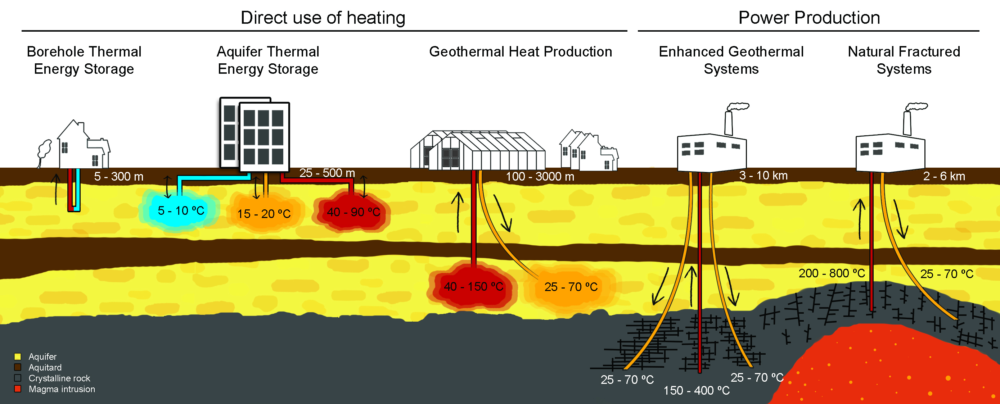 Direct use of heating
Power Production
Borehole Thermal
Energy Storage
Aquifer Thermal
Energy Storage
Geothermal Heat Production
Enhanced Geothermal
Systems
Natural Fractured
Systems
5 - 300 m
25 - 500 m
100 - 3000 m
3 - 10 km
2 - 6 km
5 - 10 ºC
15 - 20 ºC
40 - 90 ºC
40 - 150 ºC
25 - 70 ºC
200 - 800 ºC
25 - 70 ºC
25 - 70 ºC
150 - 400 ºC
25 - 70 ºC
Aquifer
Aquitard
Crystalline rock
Magma intrusion